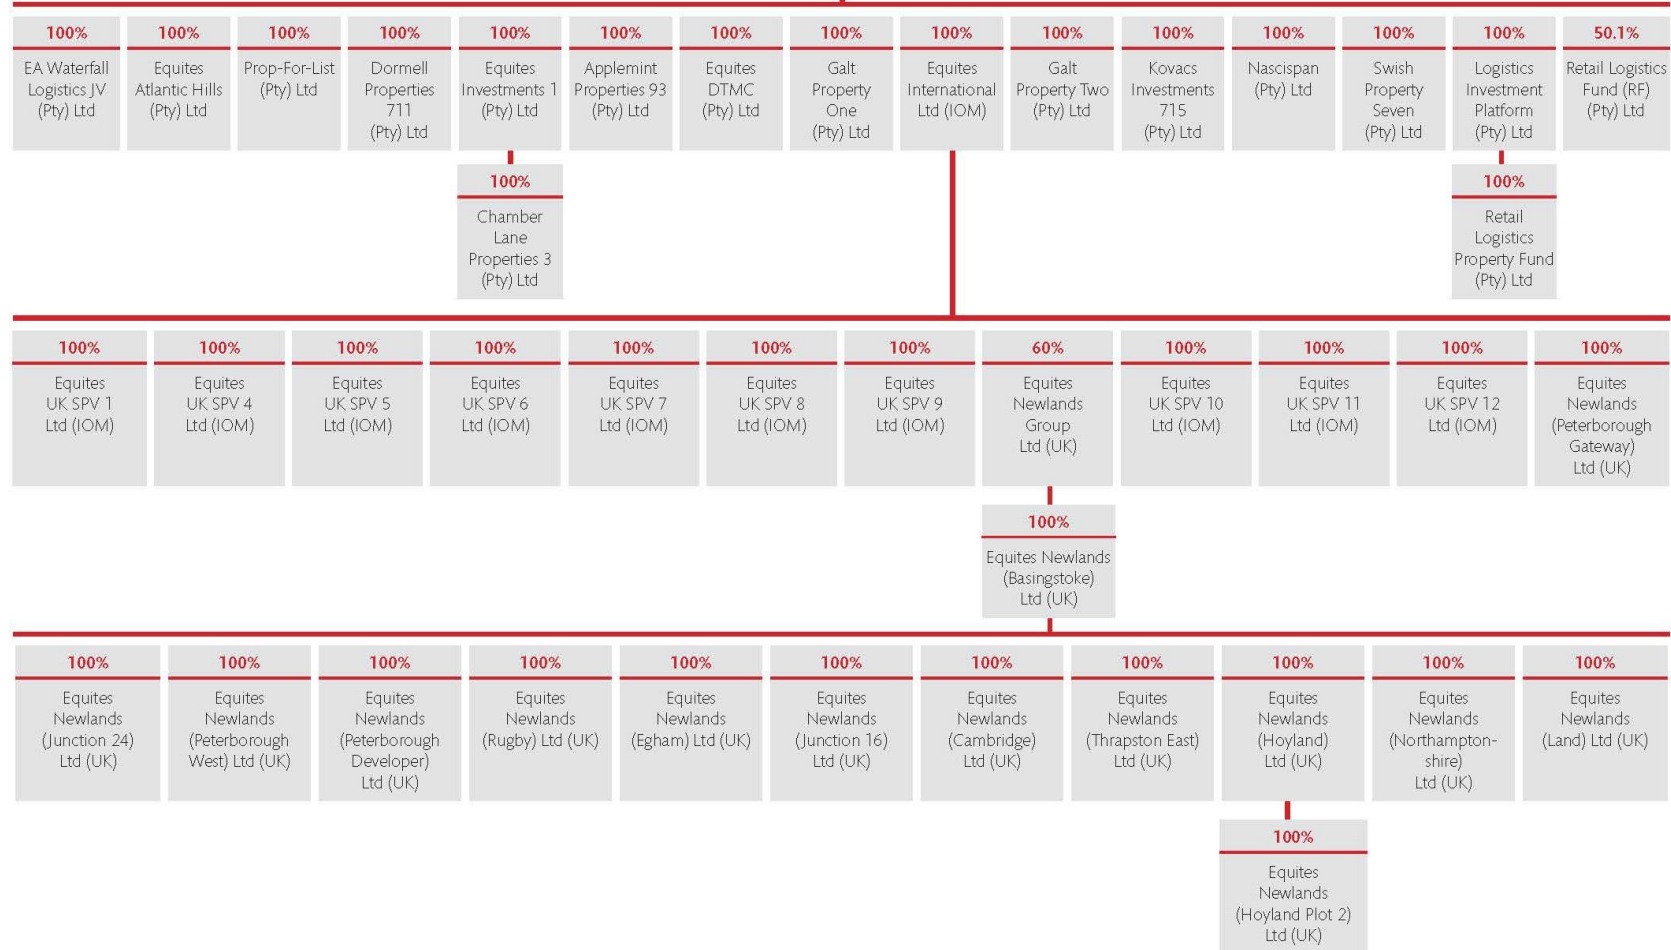 100%
EA Waterfall
Logistics JV
(Pty) Ltd
100%
Equites
Atlantic Hills
(Pty) Ltd
100%
Prop-For-List
(Pty) Ltd
100%
Dormell
Properties
711
(Pty) Ltd
100%
Equites
Investments 1
(Pty) Ltd
100%
Applemint
Properties 93
(Pty) Ltd
100%
Equites
DTMC
(Pty) Ltd
100%
Galt
Property
One
(Pty) Ltd
100%
Equites
International
Ltd (IOM)
100%
Galt
Property Two
(Pty) Ltd
100%
Kovacs
Investments
715
(Pty) Ltd
100%
Nascispan
(Pty) Ltd
100%
Swish
Property
Seven
(Pty) Ltd
100%
Logistics
Investment
Platform
(Pty) Ltd
50.1%
Retail Logistics
Fund (RF)
(Pty) Ltd
100%
Chamber
Lane
Properties 3
(Pty) Ltd
100%
Retail
Logistics
Property Fund
(Pty) Ltd
100%
Equites
UK SPV 1
Ltd (IOM)
100%
Equites
UK SPV 4
Ltd (IOM)
100%
Equites
UK SPV 5
Ltd (IOM)
100%
Equites
UK SPV 6
Ltd (IOM)
100%
Equites
UK SPV 7
Ltd (IOM)
100%
Equites
UK SPV 8
Ltd (IOM)
100%
Equites
UK SPV 9
Ltd (IOM)
60%
Equites
Newlands
Group
Ltd (UK)
100%
Equites
UK SPV 10
Ltd (IOM)
100%
Equites
UK SPV 11
Ltd (IOM)
100%
Equites
UK SPV 12
Ltd (IOM)
100%
Equites
Newlands
(Peterborough
Gateway)
Ltd (UK)
100%
Equites Newlands
(Basingstoke)
Ltd (UK)
100%
Equites
Newlands
(Junction 24)
Ltd (UK)
100%
Equites
Newlands
(Peterborough
West) Ltd (UK)
100%
Equites
Newlands
(Peterborough
Developer)
Ltd (UK)
100%
Equites
Newlands
(Rugby) Ltd (UK)
100%
Equites
Newlands
(Egham) Ltd (UK)
100%
Equites
Newlands
(Junction 16)
Ltd (UK)
100%
Equites
Newlands
(Cambridge)
Ltd (UK)
100%
Equites
Newlands
(Thrapston East)
Ltd (UK)
100%
Equites
Newlands
(Hoyland)
Ltd (UK)
100%
Equites
Newlands
(Northampton-
shire)
Ltd (UK)
100%
Equites
Newlands
(Land) Ltd (UK)
100%
Equites
Newlands
(Hoyland Plot 2)
Ltd (UK)